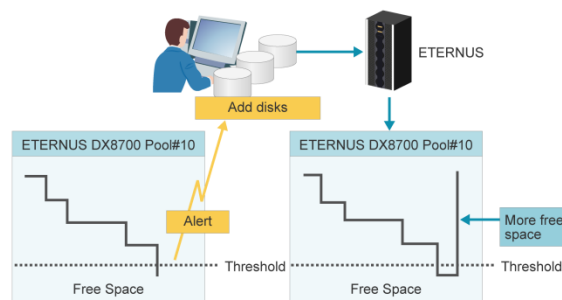 ETERNUS
Add disks
ETERNUS DX8700 Pool#10
Alert
Threshold
Free Space
ETERNUS DX8700 Pool#10
More free
space
Threshold
Free Space